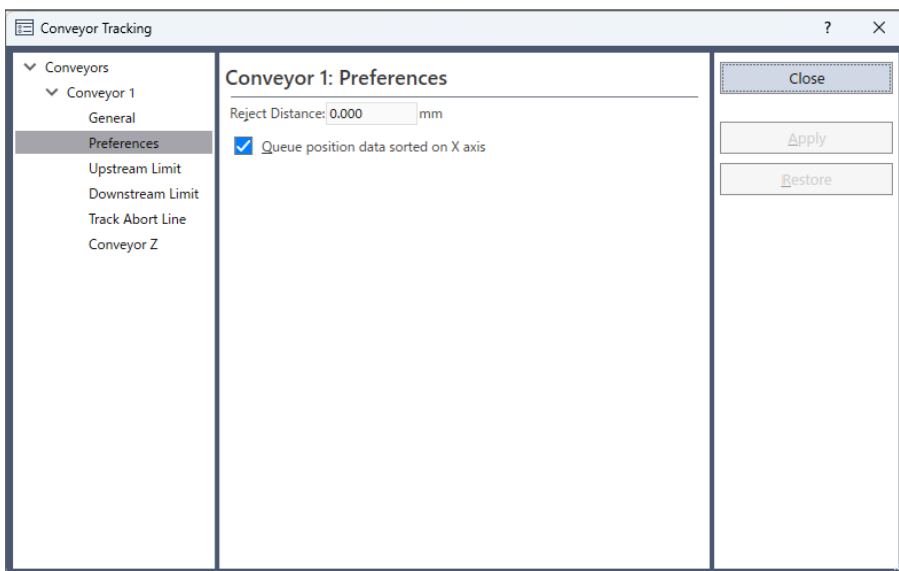 Conveyor Tracking
?
Conveyors
Conveyor 1
General
Preferences
Upstream Limit
Downstream Limit
Track Abort Line
Conveyor Z
Conveyor 1: Preferences
Reject Distance: 0.000 mm
Queue position data sorted on X axis
Close
Apply
Restore